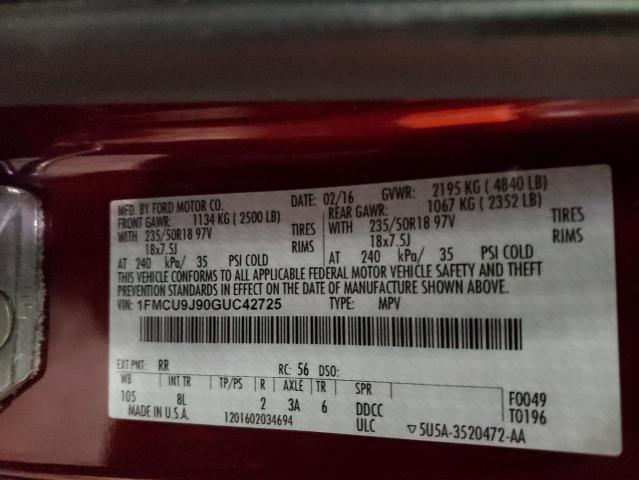 MFD. BY FORD MOTOR CO. DATE: 02/16 GVWR: 2195 KG ( 4840 LB)
FRONT GAWR: 1134 KG ( 2500 LB) REAR GAWR: 1067 KG ( 2352 LB)
WITH 235/50R18 97V TIRES WITH 235/50R18 97V TIRES
18x7.5J RIMS 18x7.5J RIMS
AT 240 kPa/ 35 PSI COLD AT 240 kPa/ 35 PSI COLD
THIS VEHICLE CONFORMS TO ALL APPLICABLE FEDERAL MOTOR VEHICLE SAFETY AND THEFT
PREVENTION STANDARDS IN EFFECT ON THE DATE OF MANUFACTURE SHOWN ABOVE.
VIN: 1FMCU9J90GUC42725 TYPE: MPV
EXT PNT: RR RC: 56 DSO:
WB INT TR TP/PS R AXLE TR SPR
105 8L 2 3A 6 DDCC F0049
MADE IN U.S.A. 1201602034694 ULC T0196
▽5U5A-3520472-AA